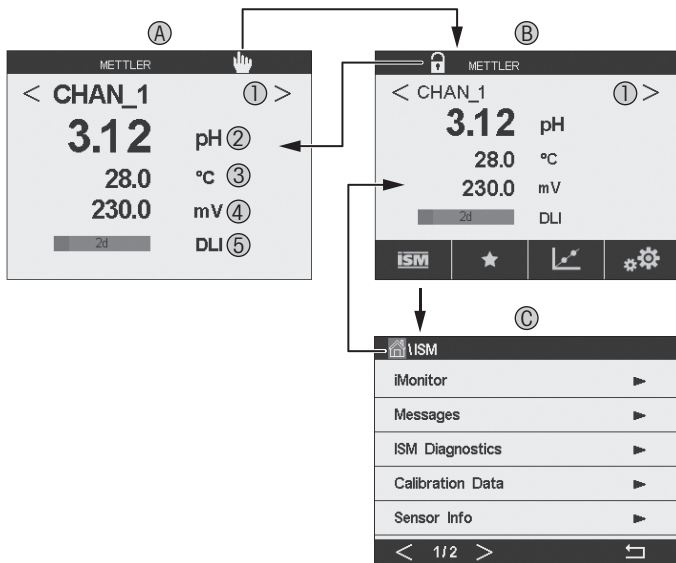 A
METTLER
< CHAN_1 1 >
3.12 pH 2
28.0 °C 3
230.0 mV 4
2d DLI 5
B
METTLER
< CHAN_1 1 >
3.12 pH
28.0 °C
230.0 mV
2d DLI
ISM
C
\ISM
iMonitor
Messages
ISM Diagnostics
Calibration Data
Sensor Info
< 1/2 >